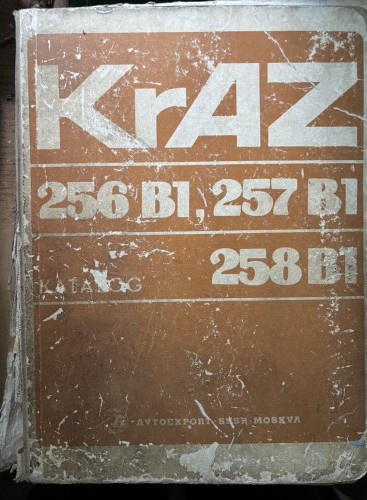 KrAZ
256 B1, 257 B1
258 B1
KATALOG
AVTOEXPORT · SSSR · MOSKVA